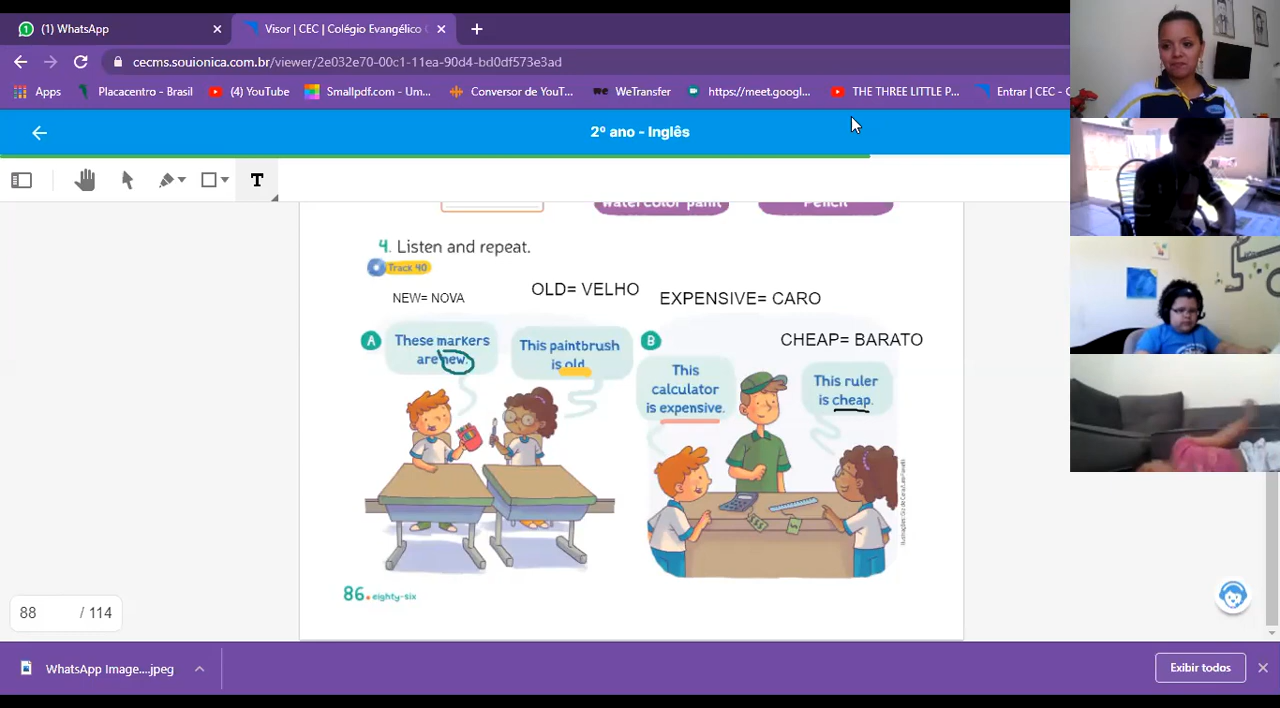 (1) WhatsApp
Visor | CEC | Colégio Evangélico
cecms.souionica.com.br/viewer/2e032e70-00c1-11ea-90d4-bd0df573e3ad
Apps Placacentro - Brasil (4) YouTube Smallpdf.com - Um... Conversor de YouT... WeTransfer https://meet.googl... THE THREE LITTLE P... Entrar | CEC -
2º ano - Inglês
T
watercolor paint Pencil
4. Listen and repeat.
Track 40
NEW= NOVA OLD= VELHO EXPENSIVE= CARO
CHEAP= BARATO
A
These markers
are new.
This paintbrush
is old.
B
This
calculator
is expensive.
This ruler
is cheap.
86 • eighty-six
88 / 114
WhatsApp Image....jpeg
Exibir todos